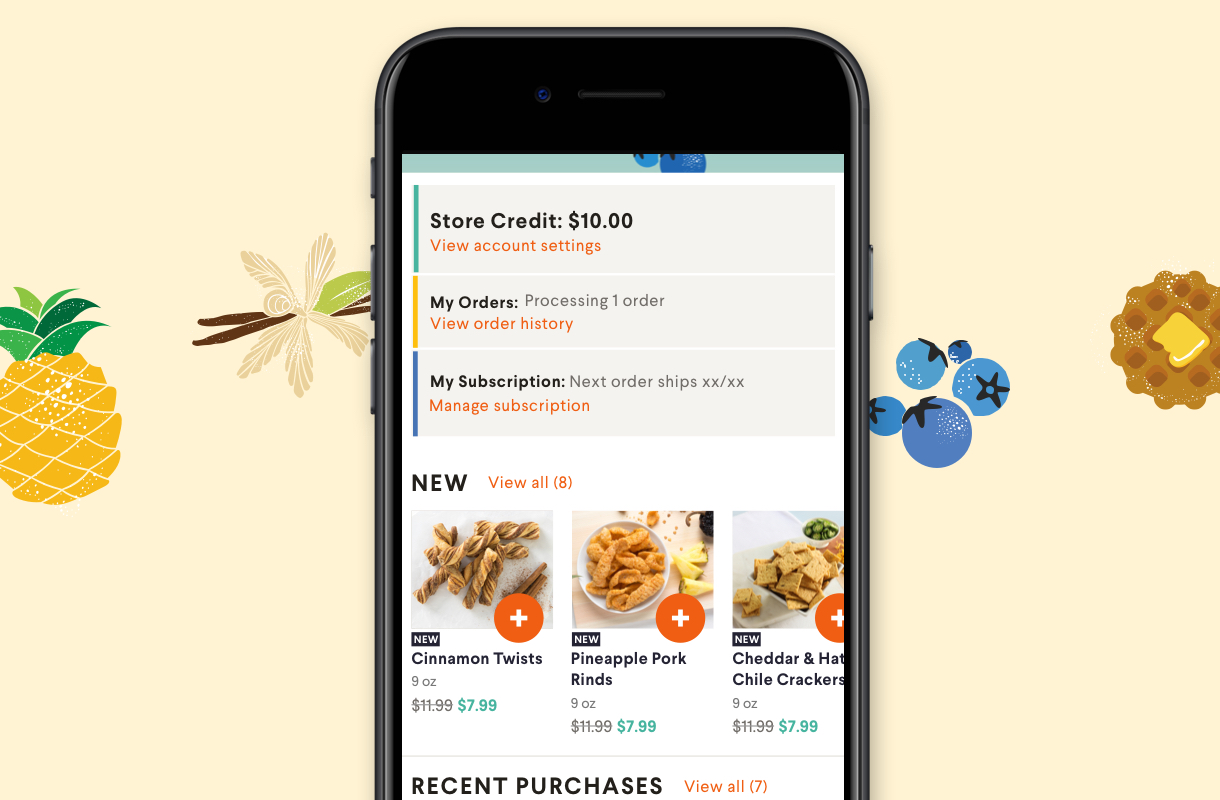 Store Credit: $10.00
View account settings
My Orders: Processing 1 order
View order history
My Subscription: Next order ships xx/xx
Manage subscription
NEW View all (8)
NEW NEW NEW
Cinnamon Twists Pineapple Pork Cheddar & Hat
Rinds Chile Crackers
9 oz 9 oz 9 oz
$11.99 $7.99 $11.99 $7.99 $11.99 $7.99
RECENT PURCHASES View all (7)